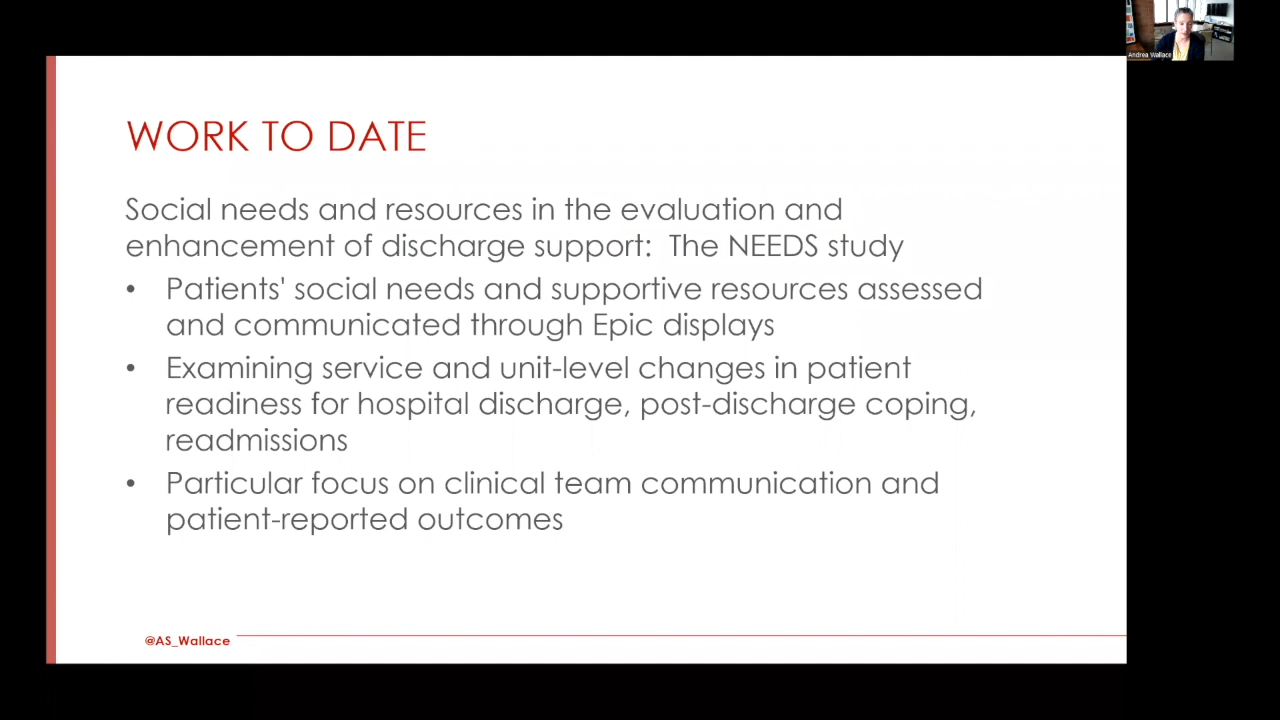 Andrea Wallace
WORK TO DATE
Social needs and resources in the evaluation and
enhancement of discharge support:  The NEEDS study
• Patients' social needs and supportive resources assessed
and communicated through Epic displays
• Examining service and unit-level changes in patient
readiness for hospital discharge, post-discharge coping,
readmissions
• Particular focus on clinical team communication and
patient-reported outcomes
@AS_Wallace